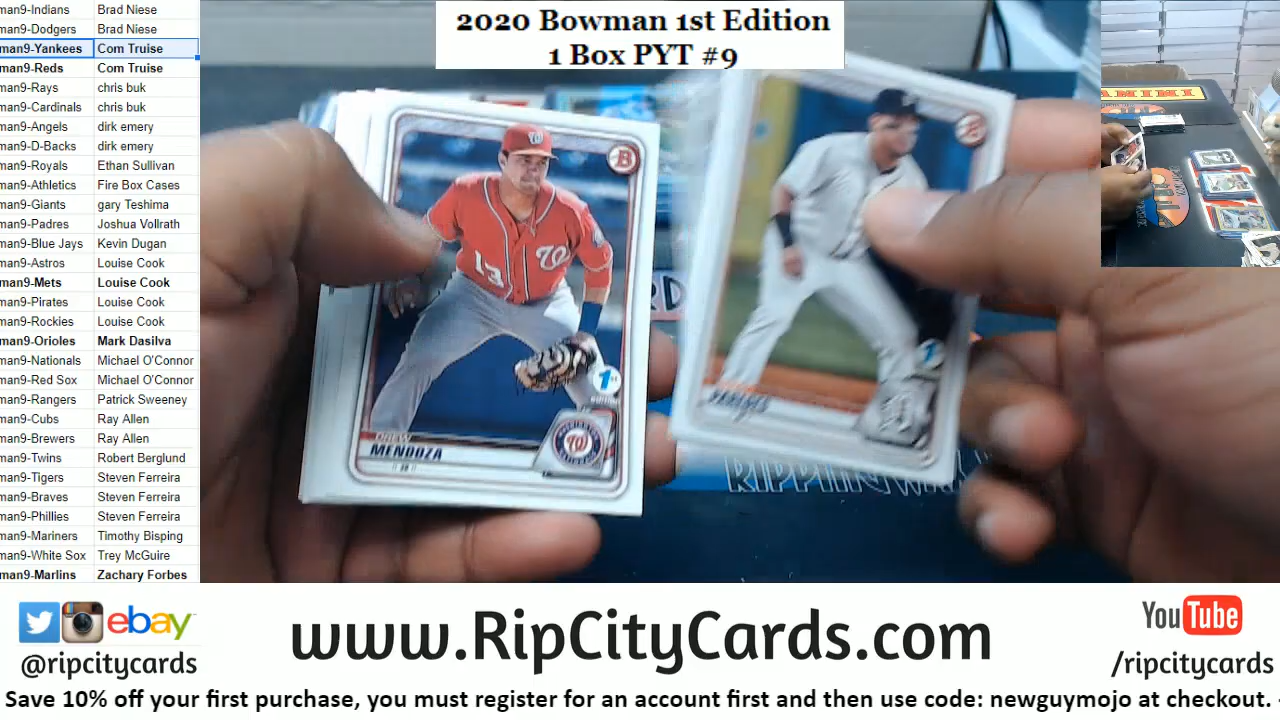 2020 Bowman 1st Edition
1 Box PYT #9
man9-Indians Brad Niese
man9-Dodgers Brad Niese
man9-Yankees Com Truise
man9-Reds Com Truise
man9-Rays chris buk
man9-Cardinals chris buk
man9-Angels dirk emery
man9-D-Backs dirk emery
man9-Royals Ethan Sullivan
man9-Athletics Fire Box Cases
man9-Giants gary Teshima
man9-Padres Joshua Vollrath
man9-Blue Jays Kevin Dugan
man9-Astros Louise Cook
man9-Mets Louise Cook
man9-Pirates Louise Cook
man9-Rockies Louise Cook
man9-Orioles Mark Dasilva
man9-Nationals Michael O'Connor
man9-Red Sox Michael O'Connor
man9-Rangers Patrick Sweeney
man9-Cubs Ray Allen
man9-Brewers Ray Allen
man9-Twins Robert Berglund
man9-Tigers Steven Ferreira
man9-Braves Steven Ferreira
man9-Phillies Steven Ferreira
man9-Mariners Timothy Bisping
man9-White Sox Trey McGuire
man9-Marlins Zachary Forbes
W
B
13 W
1st
DREW
MENDOZA
W
PANINI
ebay
@ripcitycards
www.RipCityCards.com
YouTube
/ripcitycards
Save 10% off your first purchase, you must register for an account first and then use code: newguymojo at checkout.